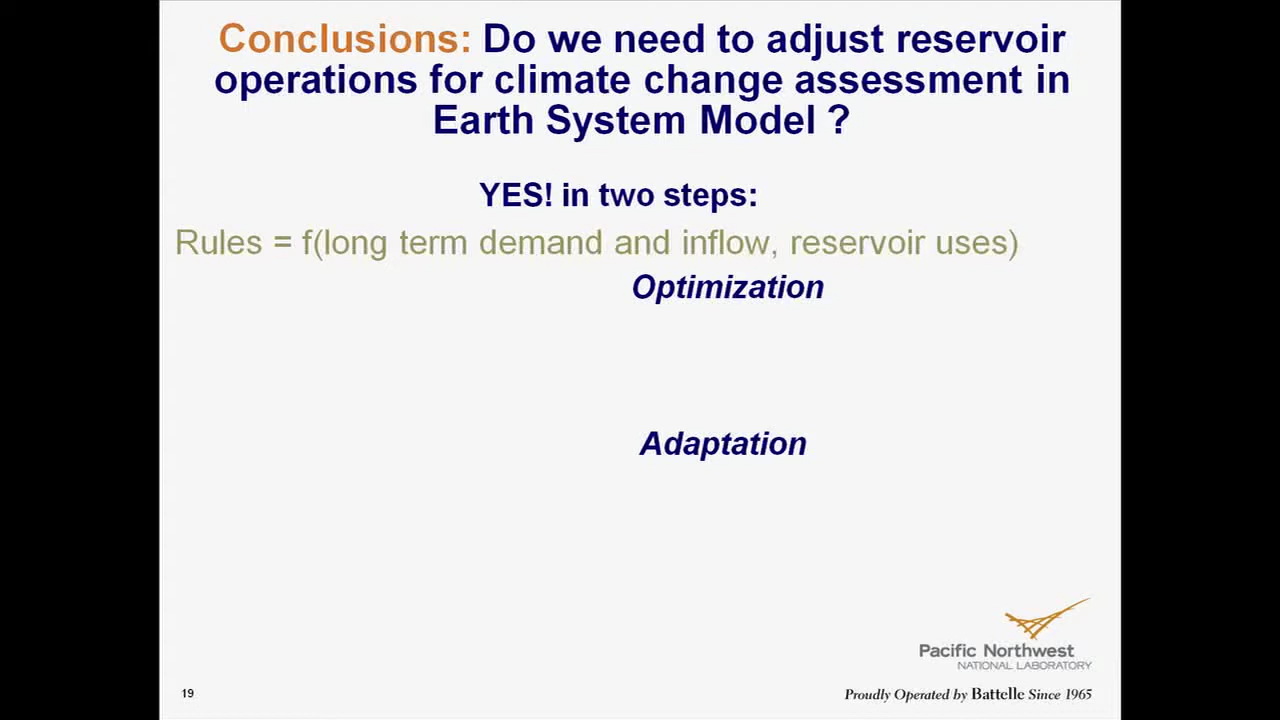 Conclusions: Do we need to adjust reservoir
operations for climate change assessment in
Earth System Model ?
YES! in two steps:
Rules = f(long term demand and inflow, reservoir uses)
Optimization
Adaptation
Pacific Northwest
NATIONAL LABORATORY
19
Proudly Operated by Battelle Since 1965